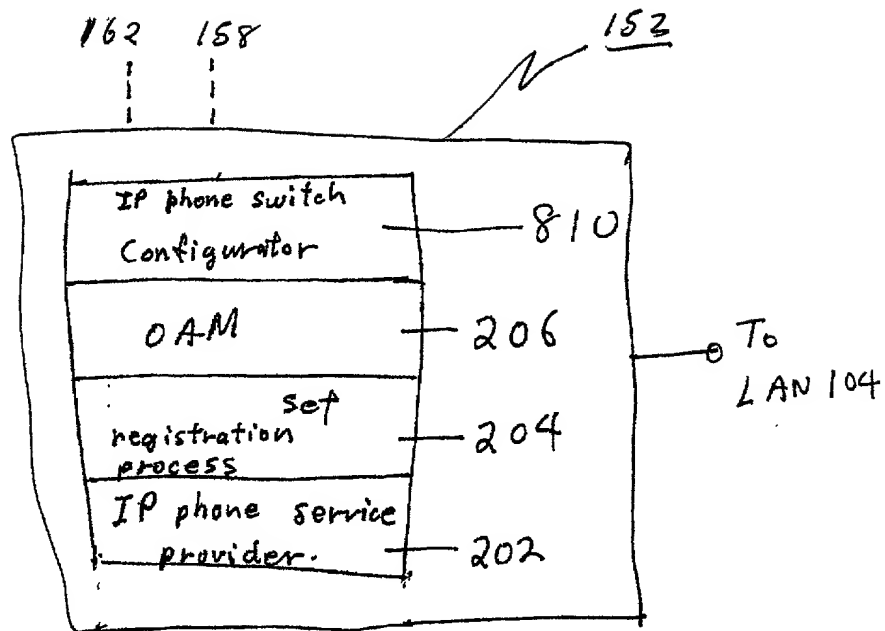 162 158 152
IP phone switch
Configurator
810
OAM
206
To
LAN 104
set
registration
process
204
IP phone service
provider.
202